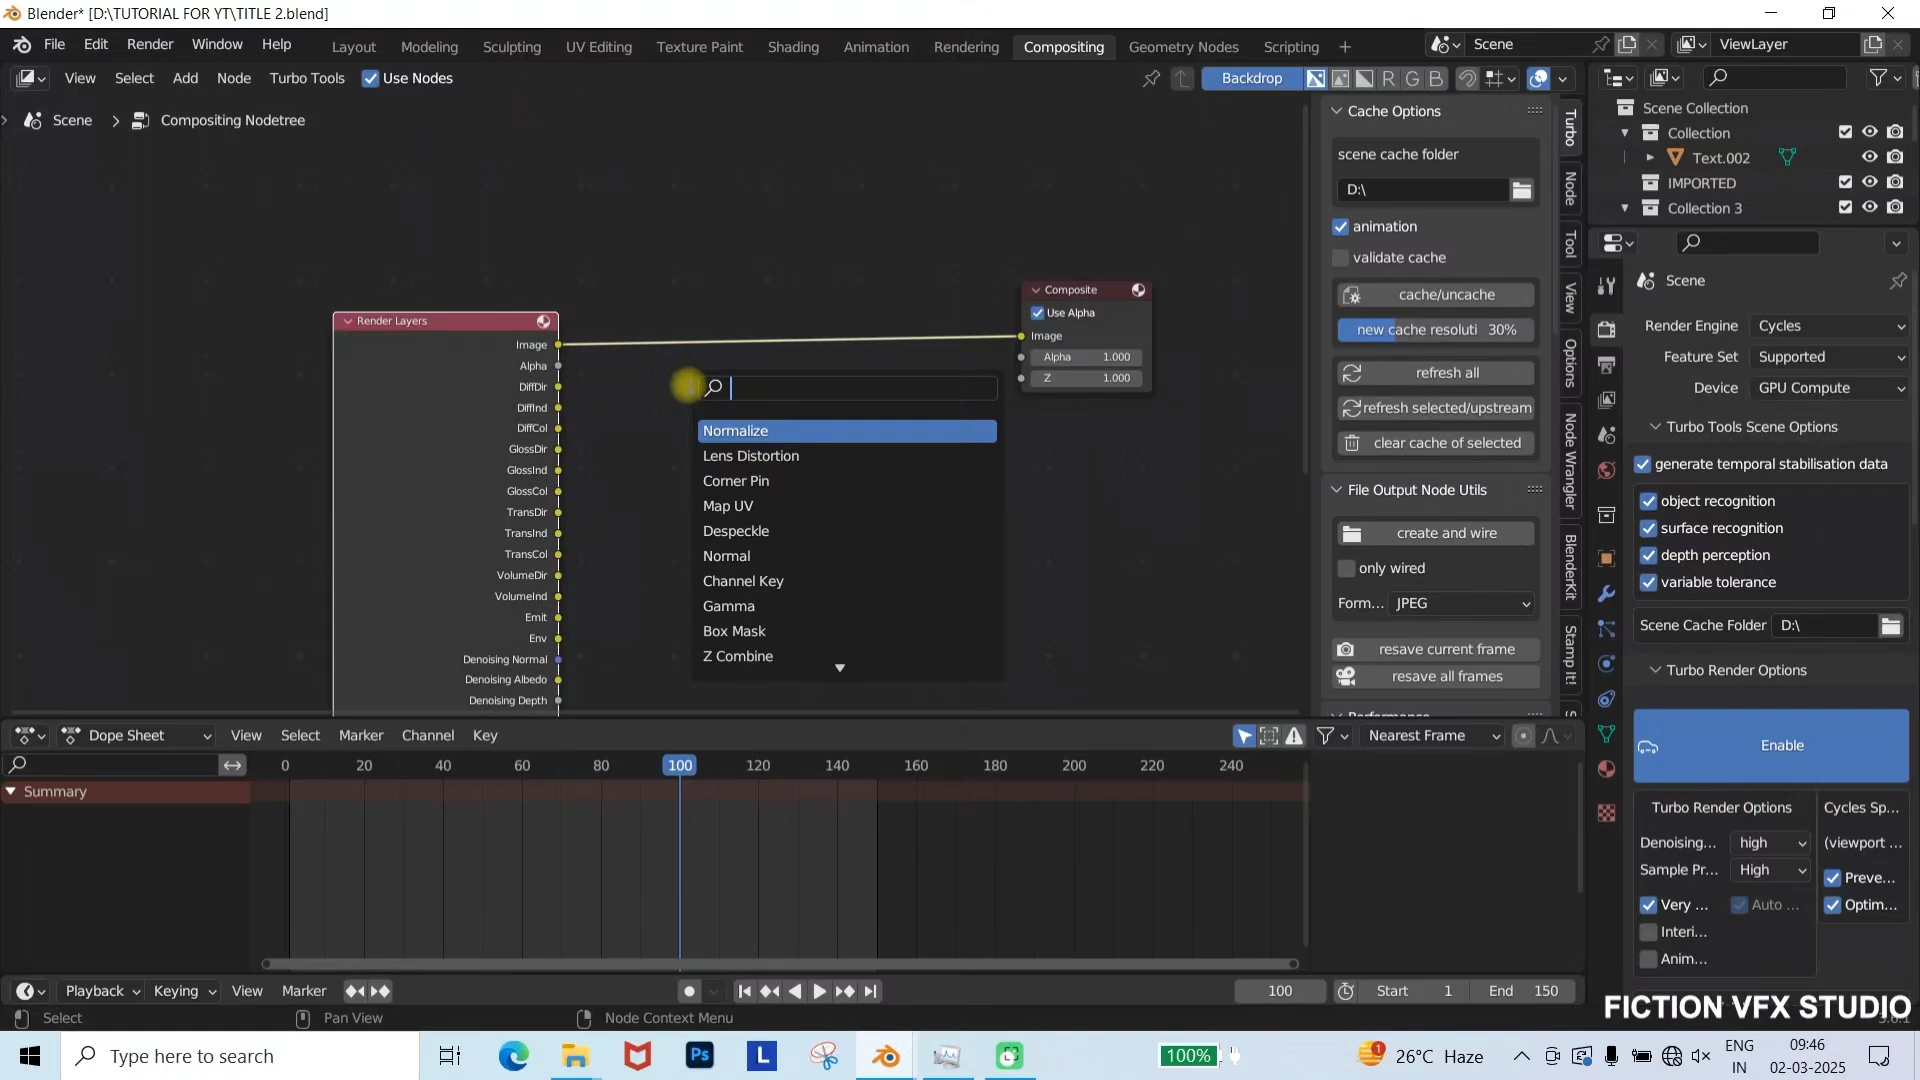 Blender* [D:\TUTORIAL FOR YT\TITLE 2.blend]
File Edit Render Window Help Layout Modeling Sculpting UV Editing Texture Paint Shading Animation Rendering Compositing Geometry Nodes Scripting + Scene ViewLayer
View Select Add Node Turbo Tools Use Nodes Backdrop R G B
Scene > Compositing Nodetree
Render Layers
Image
Alpha
DiffDir
DiffInd
DiffCol
GlossDir
GlossInd
GlossCol
TransDir
TransInd
TransCol
VolumeDir
VolumeInd
Emit
Env
Denoising Normal
Denoising Albedo
Denoising Depth
Normalize
Lens Distortion
Corner Pin
Map UV
Despeckle
Normal
Channel Key
Gamma
Box Mask
Z Combine
Composite
Use Alpha
Image
Alpha 1.000
Z 1.000
Cache Options
scene cache folder
D:\
animation
validate cache
cache/uncache
new cache resoluti 30%
refresh all
refresh selected/upstream
clear cache of selected
File Output Node Utils
create and wire
only wired
Form... JPEG
resave current frame
resave all frames
Turbo
Node
Tool
View
Options
Node Wrangler
BlenderKit
Stamp It!
Scene Collection
Collection
Text.002
IMPORTED
Collection 3
Scene
Render Engine Cycles
Feature Set Supported
Device GPU Compute
Turbo Tools Scene Options
generate temporal stabilisation data
object recognition
surface recognition
depth perception
variable tolerance
Scene Cache Folder D:\
Turbo Render Options
Enable
Turbo Render Options Cycles Sp...
Denoising... high (viewport ...
Sample Pr... High Preve...
Very ... Auto ... Optim...
Interi...
Anim...
Dope Sheet View Select Marker Channel Key Nearest Frame
0 20 40 60 80 100 120 140 160 180 200 220 240
Summary
Playback Keying View Marker 100 Start 1 End 150
FICTION VFX STUDIO
Select Pan View Node Context Menu
Type here to search Ps L 100% 1 26°C Haze ENG 09:46
IN 02-03-2025